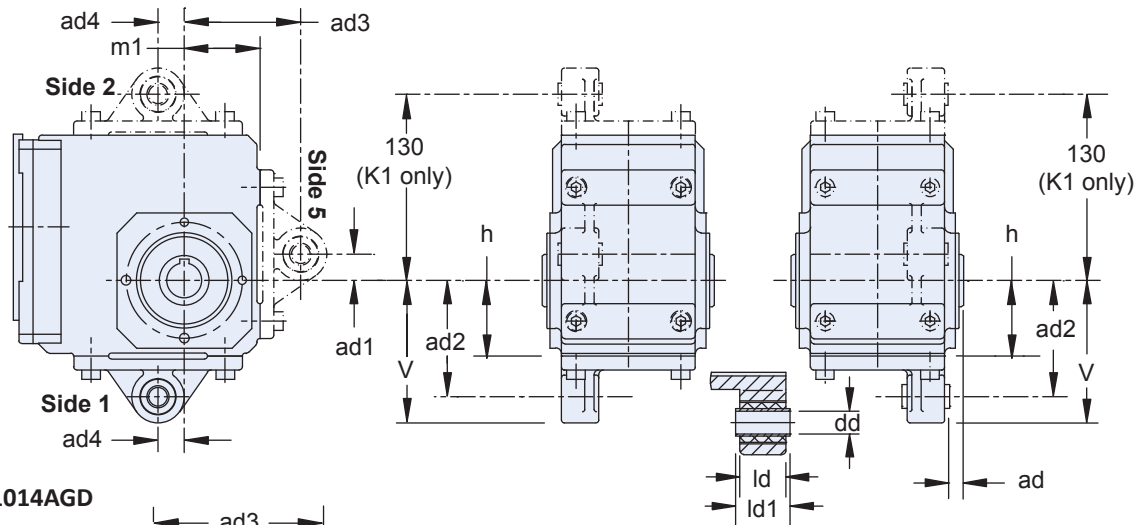 ad4
ad3
m1
Side 2
Side 5
130
(K1 only)
130
(K1 only)
h
h
ad1
ad2
V
ad2
V
Side 1
ad4
dd
ld
ld1
ad
1014AGD
ad3